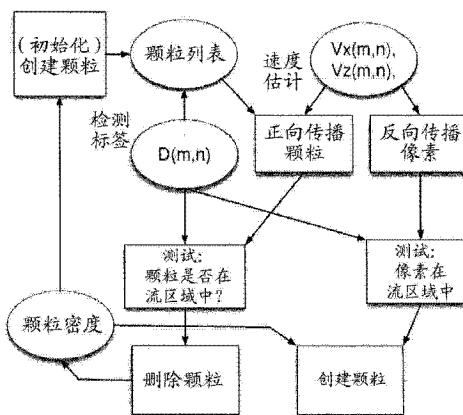 (初始化)
创建颗粒
颗粒列表
速度
估计
Vx(m,n),
Vz(m,n),
检测
标签
D(m,n)
正向传播
颗粒
反向传播
像素
测试:
颗粒是否在
流区域中?
测试:
像素在
流区域中
颗粒密度
删除颗粒
创建颗粒